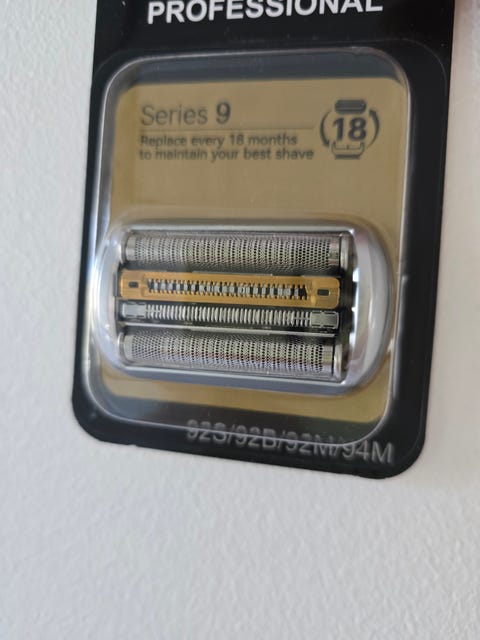 PROFESSIONAL
Series 9
18
Replace every 18 months
to maintain your best shave
92S/92B/92M/94M